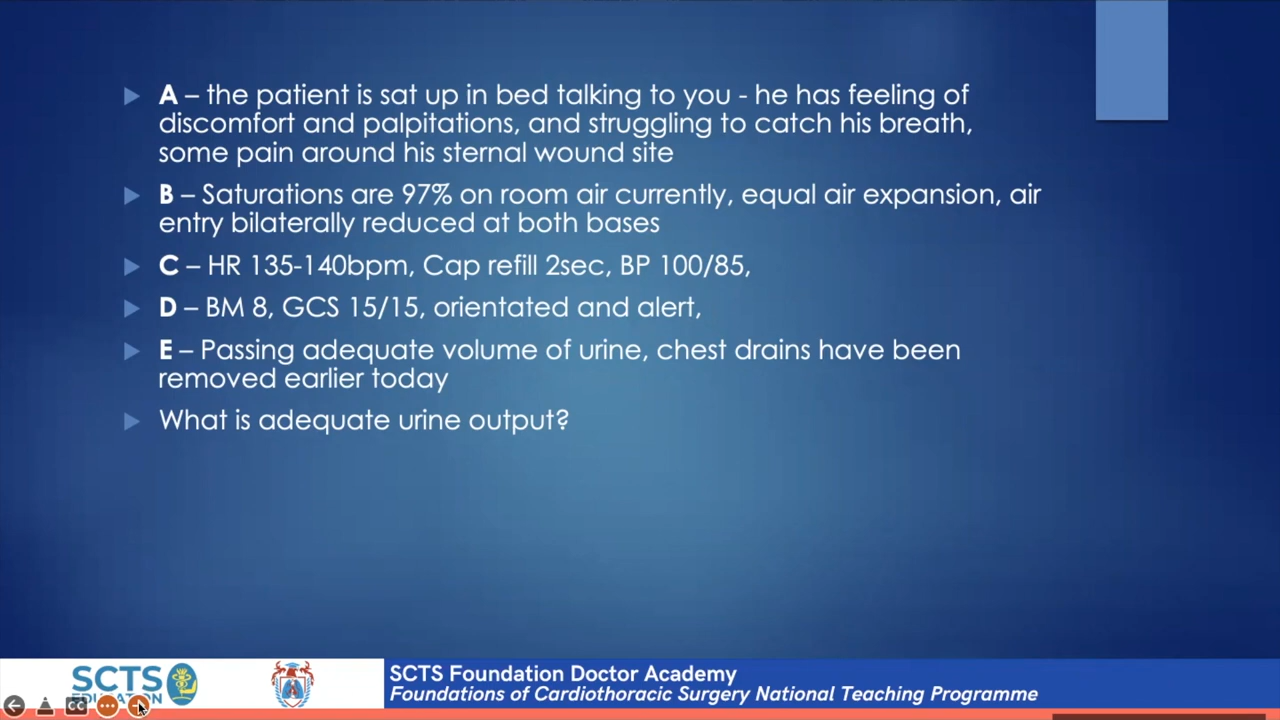 A – the patient is sat up in bed talking to you - he has feeling of
discomfort and palpitations, and struggling to catch his breath,
some pain around his sternal wound site
B – Saturations are 97% on room air currently, equal air expansion, air
entry bilaterally reduced at both bases
C – HR 135-140bpm, Cap refill 2sec, BP 100/85,
D – BM 8, GCS 15/15, orientated and alert,
E – Passing adequate volume of urine, chest drains have been
removed earlier today
What is adequate urine output?
SCTS
EDUCATION
CC
SCTS Foundation Doctor Academy
Foundations of Cardiothoracic Surgery National Teaching Programme